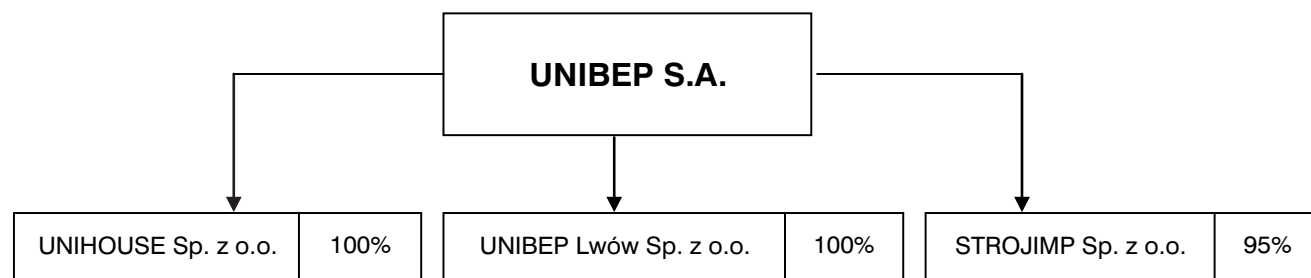 UNIBEP S.A.
UNIHOUSE Sp. z o.o. 100%
UNIBEP Lwów Sp. z o.o. 100%
STROJIMP Sp. z o.o. 95%